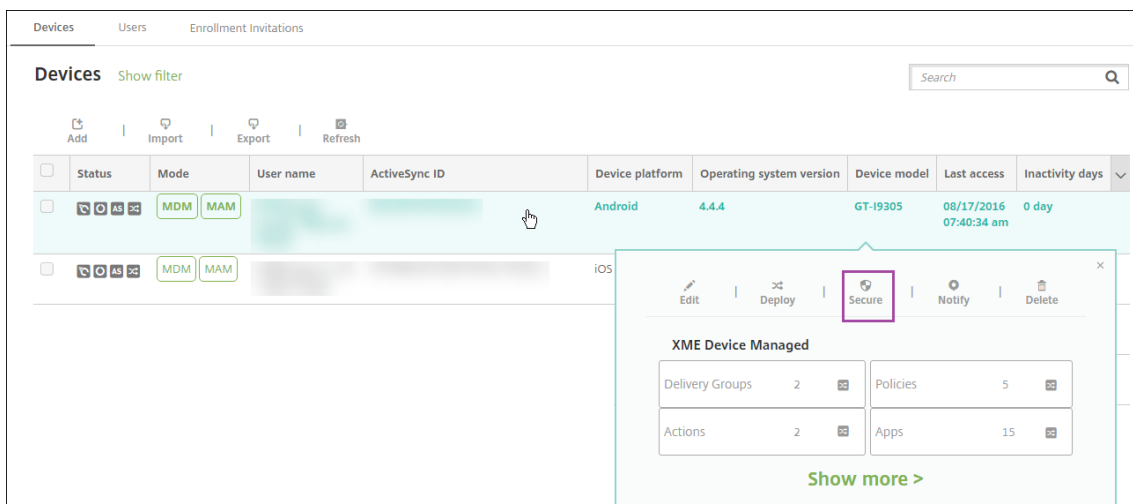 Devices Users Enrollment Invitations
Devices Show filter
Search
Add | Import | Export | Refresh
Status Mode User name ActiveSync ID Device platform Operating system version Device model Last access Inactivity days
AS MDM MAM Android 4.4.4 GT-I9305 08/17/2016 0 day
07:40:34 am
AS MDM MAM iOS
Edit | Deploy | Secure | Notify | Delete
XME Device Managed
Delivery Groups 2 Policies 5
Actions 2 Apps 15
Show more >